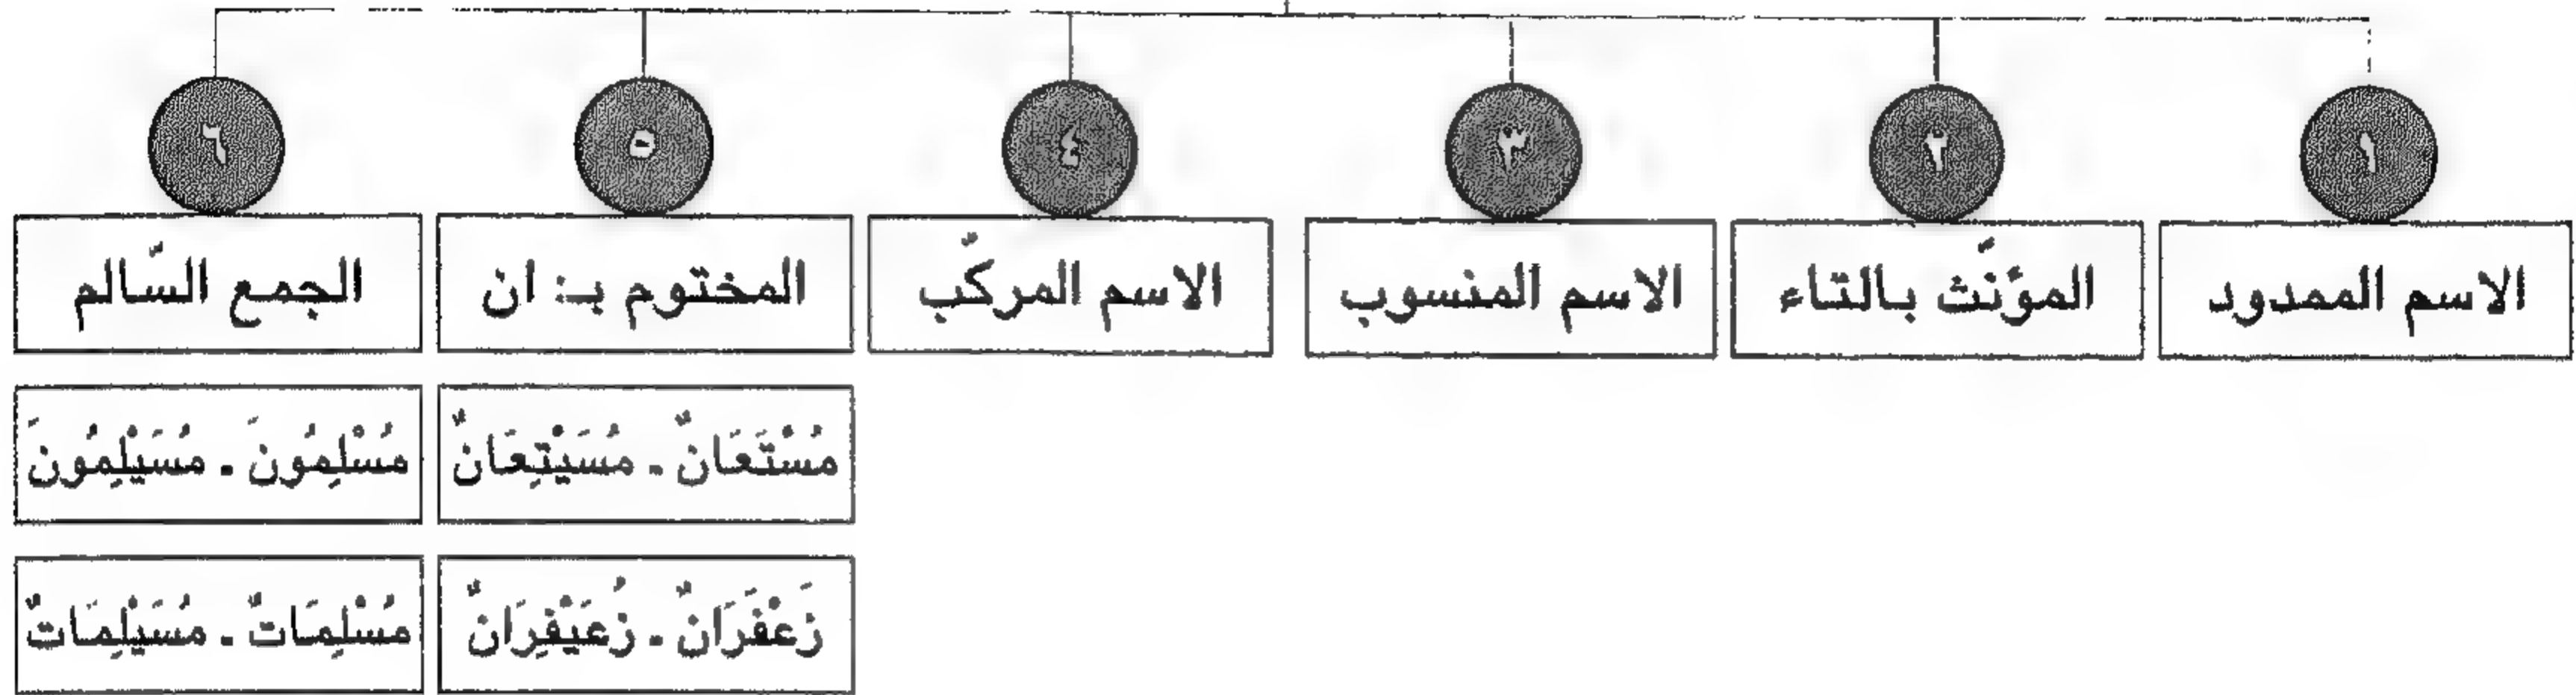 ١ ٢ ٣ ٤ ٥ ٦
الاسم الممدود المؤنّث بالتاء الاسم المنسوب الاسم المركّب المختوم بـ: ان الجمع السّالم
مُسْتَعَانٌ ـ مُسَيْتِعَانٌ مُسْلِمُونَ ـ مُسَيْلِمُونَ
زَعْفَرَانٌ ـ زُعَيْفِرَانٌ مُسْلِمَاتٌ ـ مُسَيْلِمَاتٌ